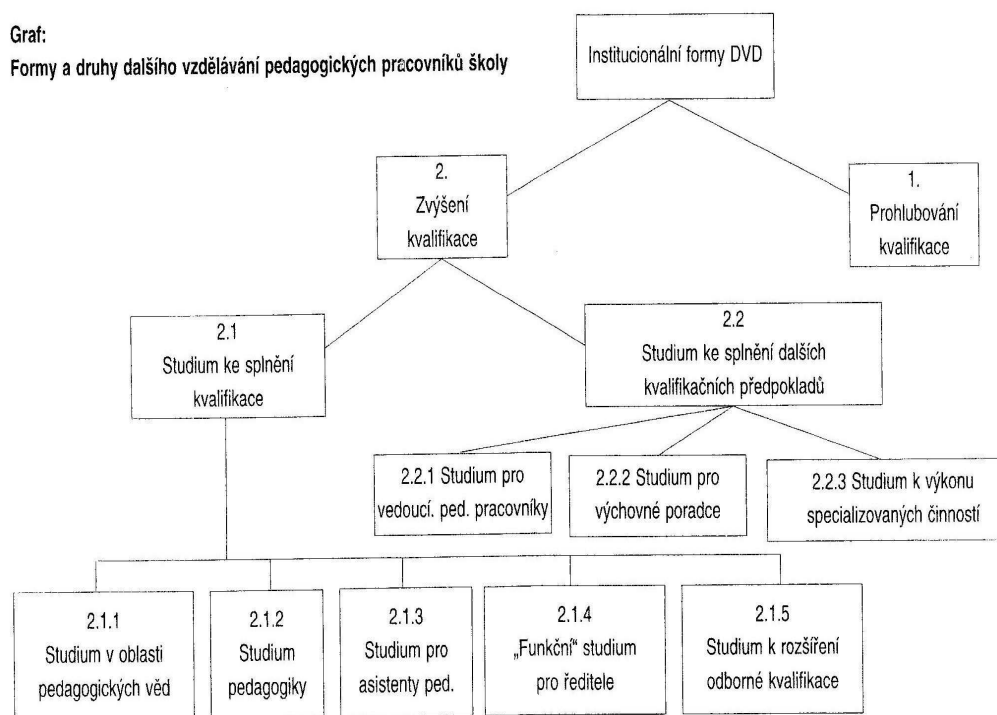 Graf:
Formy a druhy dalšího vzdělávání pedagogických pracovníků školy
Institucionální formy DVD
2.
Zvýšení
kvalifikace
1.
Prohlubování
kvalifikace
2.1
Studium ke splnění
kvalifikace
2.2
Studium ke splnění dalších
kvalifikačních předpokladů
2.2.1 Studium pro
vedoucí. ped. pracovníky
2.2.2 Studium pro
výchovné poradce
2.2.3 Studium k výkonu
specializovaných činností
2.1.1
Studium v oblasti
pedagogických věd
2.1.2
Studium
pedagogiky
2.1.3
Studium pro
asistenty ped.
2.1.4
„Funkční“ studium
pro ředitele
2.1.5
Studium k rozšíření
odborné kvalifikace